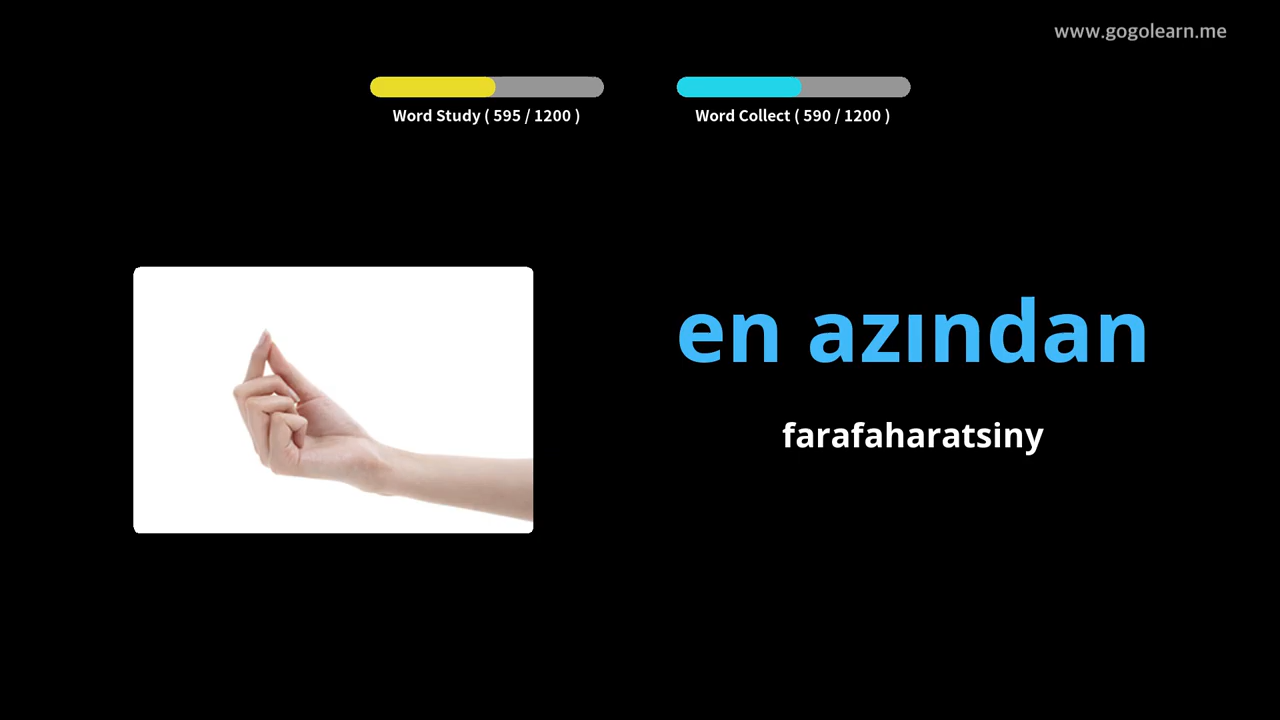 www.gogolearn.me
Word Study ( 595 / 1200 )
Word Collect ( 590 / 1200 )
en azından
farafaharatsiny